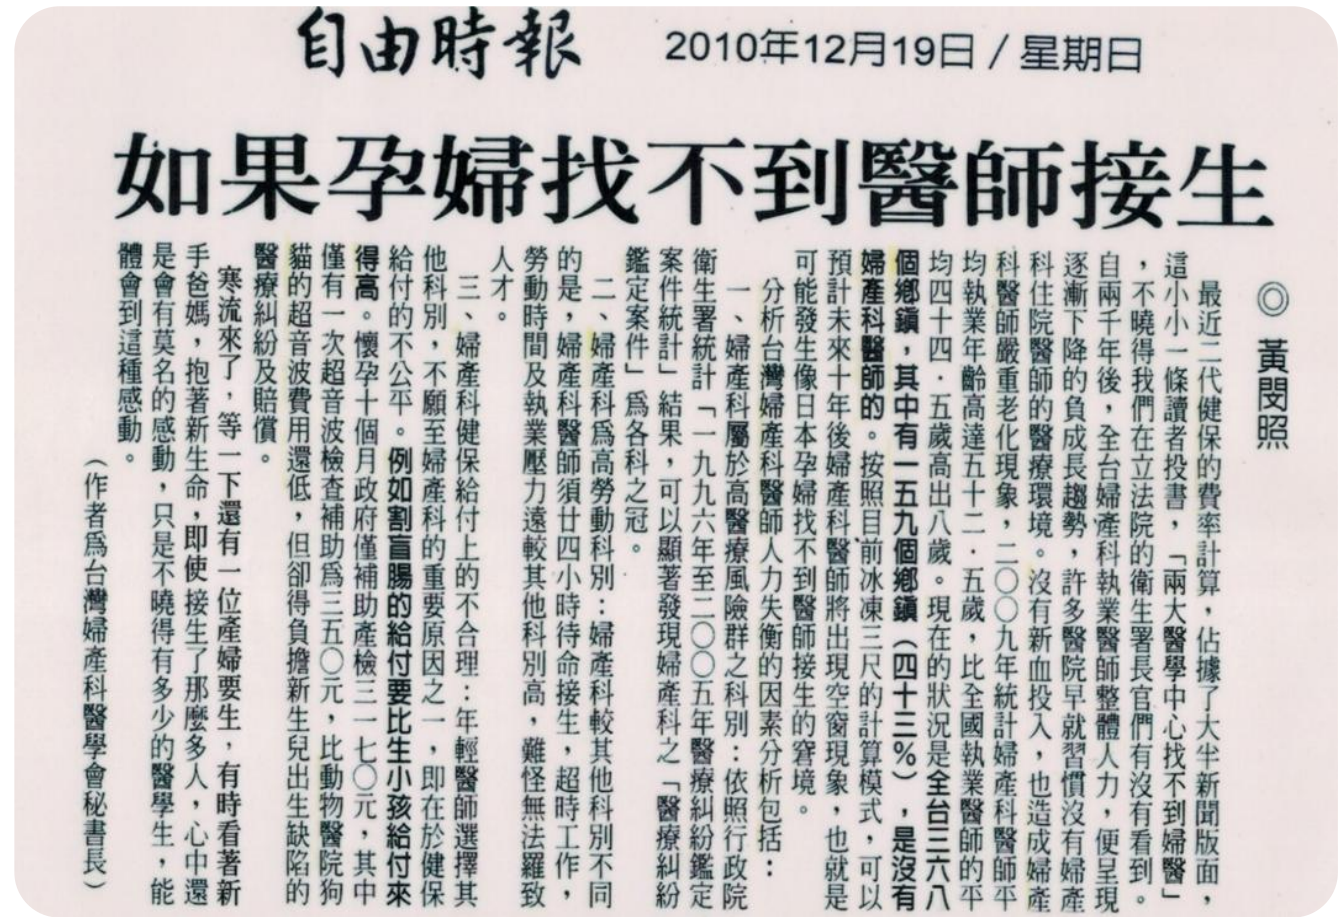 自由時報
2010年12月19日/星期日
如果孕婦找不到醫師接生
◎ 黃閔照
最近二代健保的費率計算，佔據了大半新聞版面，
這小小一條讀者投書，「兩大醫學中心找不到婦醫」
，不曉得我們在立法院的衛生署長官們有沒有看到。
自兩千年後，全台婦產科執業醫師整體人力，便呈現
逐漸下降的負成長趨勢，許多醫院早就習慣沒有婦產
科住院醫師的醫療環境。沒有新血投入，也造成婦產
科醫師嚴重老化現象，二〇〇九年統計婦產科醫師平
均執業年齡高達五十二．五歲，比全國執業醫師的平
均四十四．五歲高出八歲。現在的狀況是全台三六八
個鄉鎮，其中有一五九個鄉鎮（四十三%），是沒有
婦產科醫師的。按照目前冰凍三尺的計算模式，可以
預計未來十年後婦產科醫師將出現空窗現象，也就是
可能發生像日本孕婦找不到醫師接生的窘境。
分析台灣婦產科醫師人力失衡的因素分析包括：
一、婦產科屬於高醫療風險群之科別：依照行政院
衛生署統計「一九九六年至二〇〇五年醫療糾紛鑑定
案件統計」結果，可以顯著發現婦產科之「醫療糾紛
鑑定案件」為各科之冠。
二、婦產科為高勞動科別：婦產科較其他科別不同
的是，婦產科醫師須廿四小時待命接生，超時工作，
勞動時間及執業壓力遠較其他科別高，難怪無法羅致
人才。
三、婦產科健保給付上的不合理：年輕醫師選擇其
他科別，不願至婦產科的重要原因之一，即在於健保
給付的不公平。例如割盲腸的給付要比生小孩給付來
得高。懷孕十個月政府僅補助產檢三一七〇元，其中
僅有一次超音波檢查補助為三五〇元，比動物醫院狗
貓的超音波費用還低，但卻得負擔新生兒出生缺陷的
醫療糾紛及賠償。
寒流來了，等一下還有一位產婦要生，有時看著新
手爸媽，抱著新生命，即使接生了那麼多人，心中還
是會有莫名的感動，只是不曉得有多少的醫學生，能
體會到這種感動。
（作者為台灣婦產科醫學會秘書長）